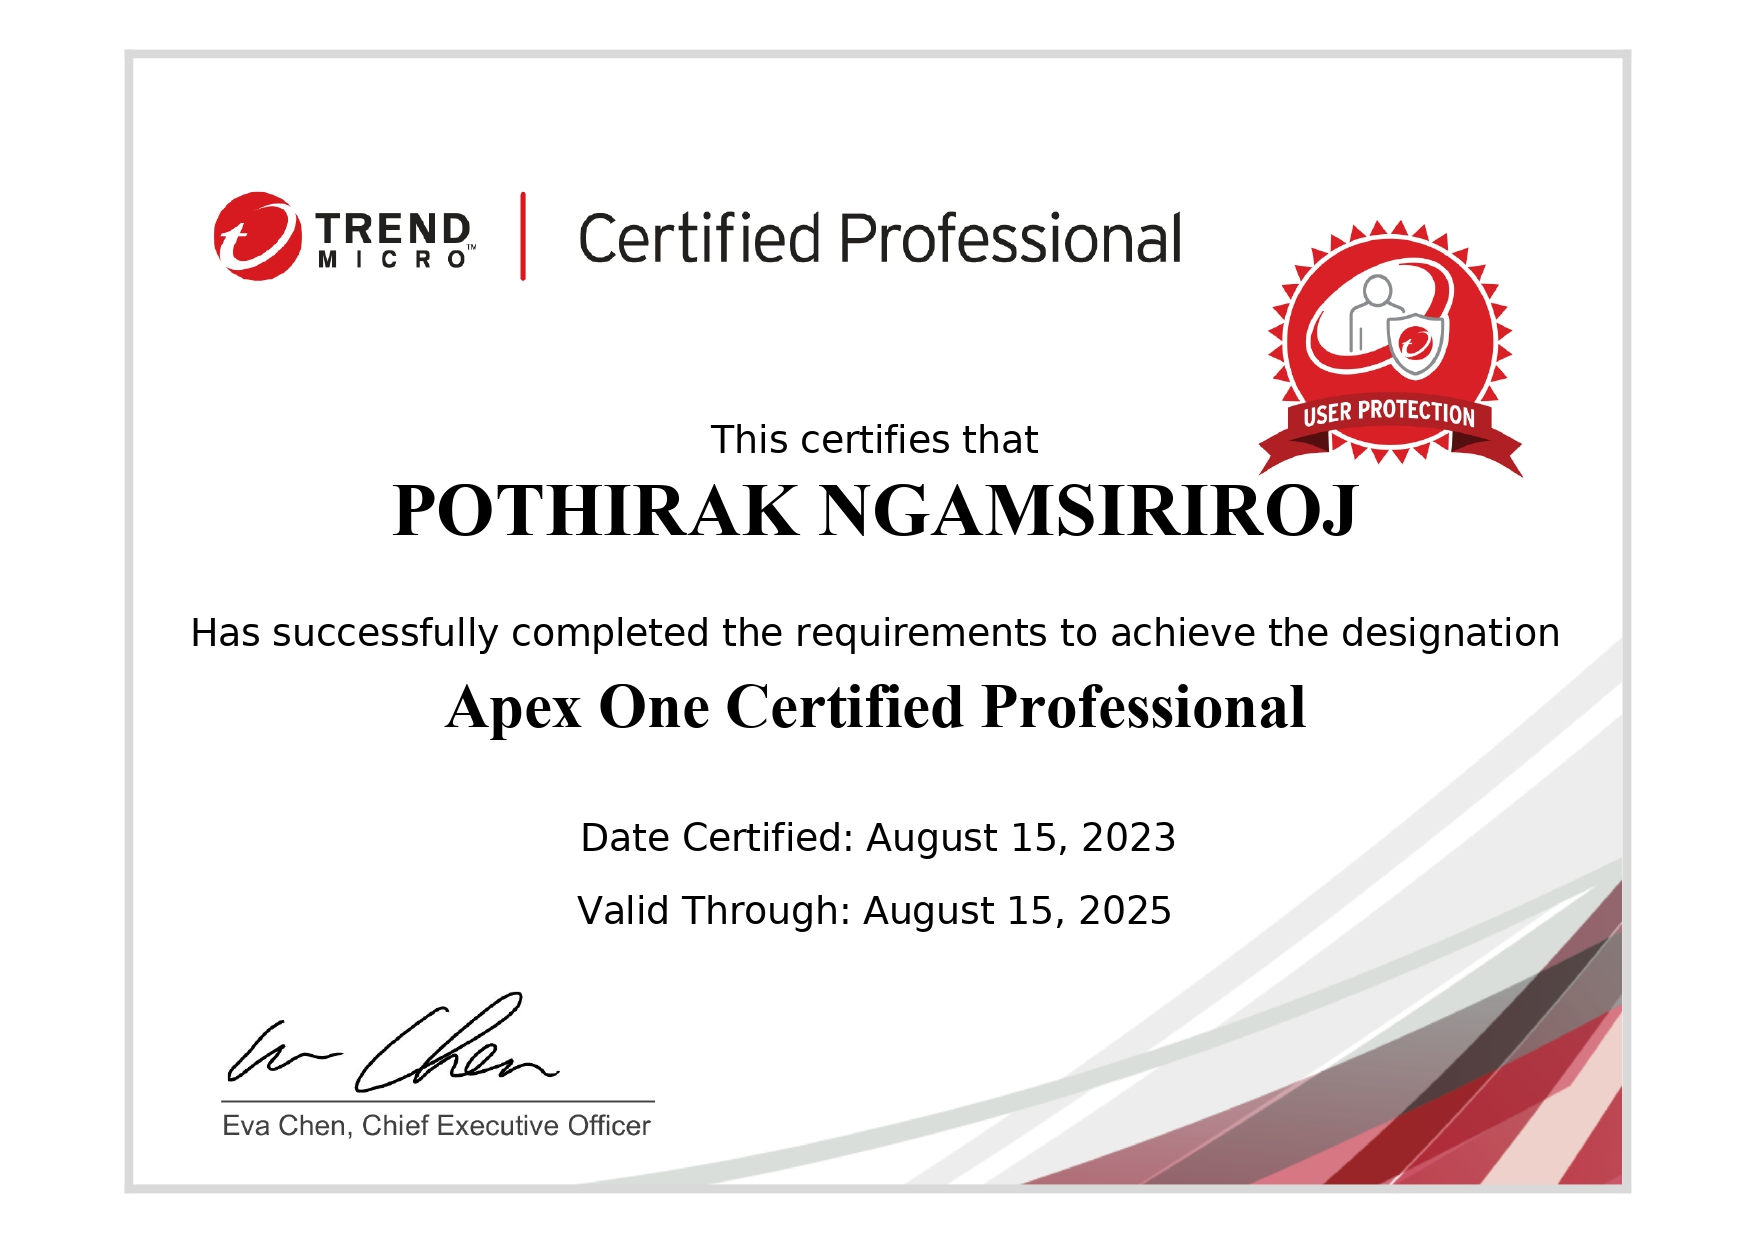 TREND MICRO™
Certified Professional
USER PROTECTION
This certifies that
POTHIRAK NGAMSIRIROJ
Has successfully completed the requirements to achieve the designation
Apex One Certified Professional
Date Certified: August 15, 2023
Valid Through: August 15, 2025
Eva Chen
Eva Chen, Chief Executive Officer